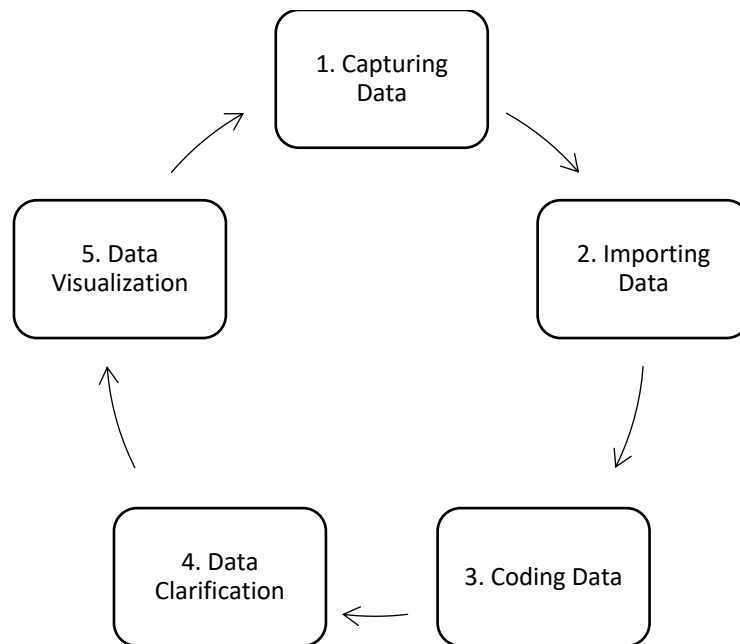 1. Capturing
Data
2. Importing
Data
3. Coding Data
4. Data
Clarification
5. Data
Visualization